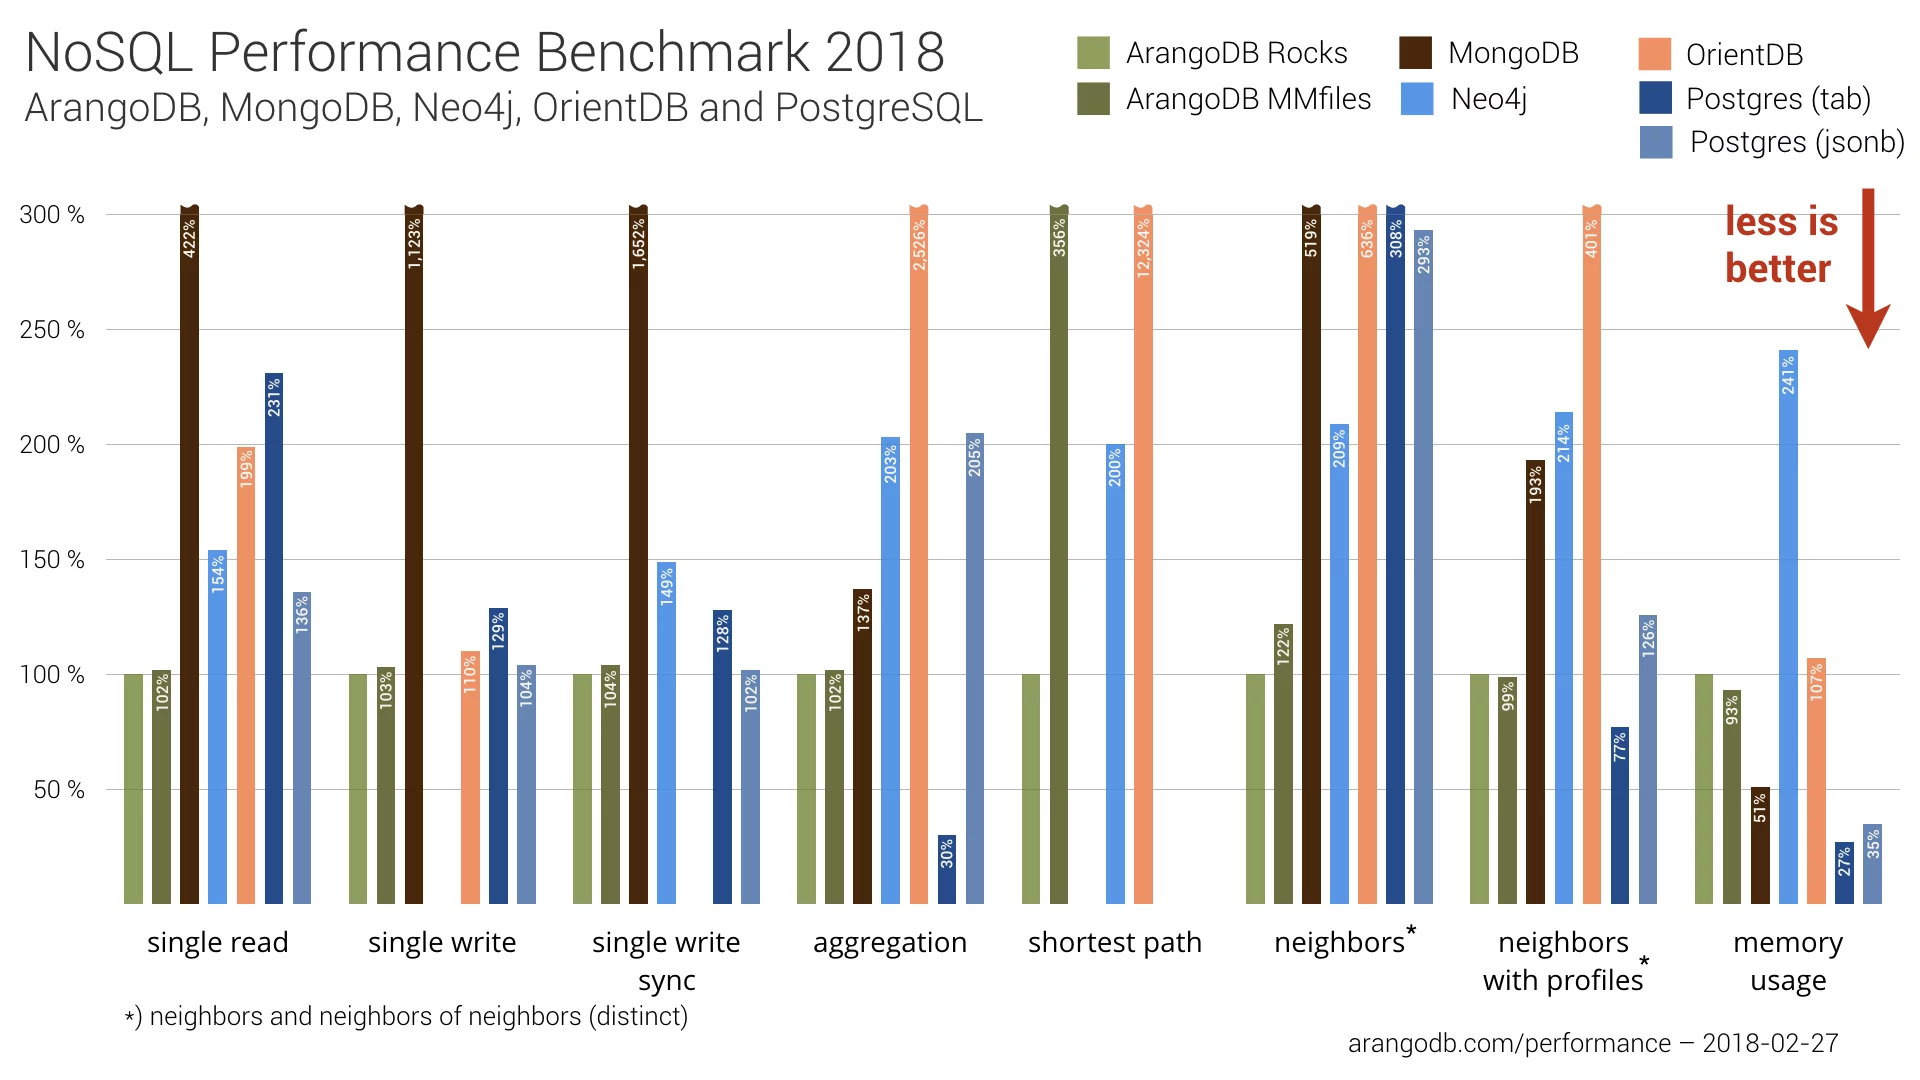 NoSQL Performance Benchmark 2018
ArangoDB, MongoDB, Neo4j, OrientDB and PostgreSQL
ArangoDB Rocks
ArangoDB MMfiles
MongoDB
Neo4j
OrientDB
Postgres (tab)
Postgres (jsonb)
less is
better
300 %
250 %
200 %
150 %
100 %
50 %
102%
422%
154%
199%
231%
136%
103%
1,123%
110%
129%
104%
104%
1,652%
149%
128%
102%
102%
137%
203%
2,526%
30%
205%
356%
200%
12,324%
122%
519%
209%
636%
308%
293%
99%
193%
214%
401%
77%
126%
93%
51%
241%
107%
27%
35%
single read
single write
single write
sync
aggregation
shortest path
neighbors*
neighbors
with profiles*
memory
usage
*) neighbors and neighbors of neighbors (distinct)
arangodb.com/performance – 2018-02-27